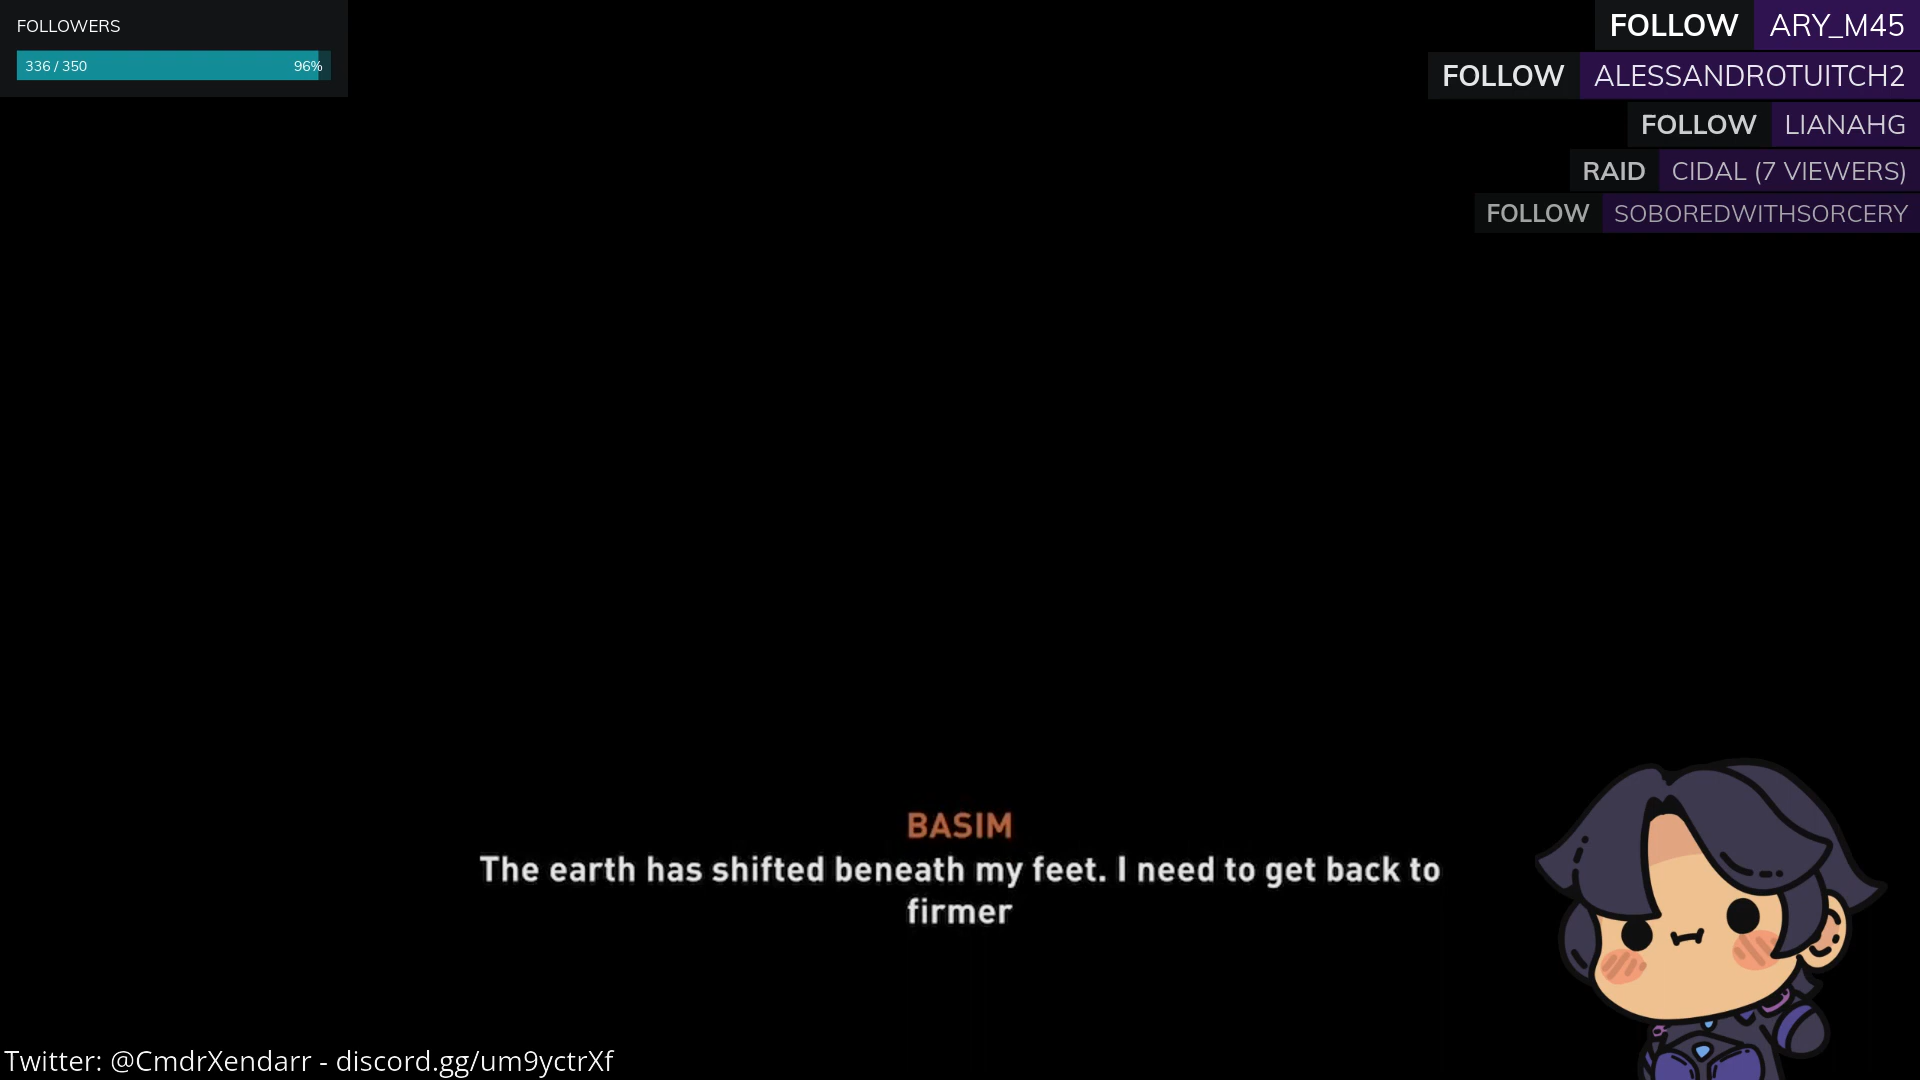 FOLLOWERS
336 / 350 96%
FOLLOW ARY_M45
FOLLOW ALESSANDROTUITCH2
FOLLOW LIANAHG
RAID CIDAL (7 VIEWERS)
FOLLOW SOBOREDWITHSORCERY
BASIM
The earth has shifted beneath my feet. I need to get back to
firmer
Twitter: @CmdrXendarr - discord.gg/um9yctrXf